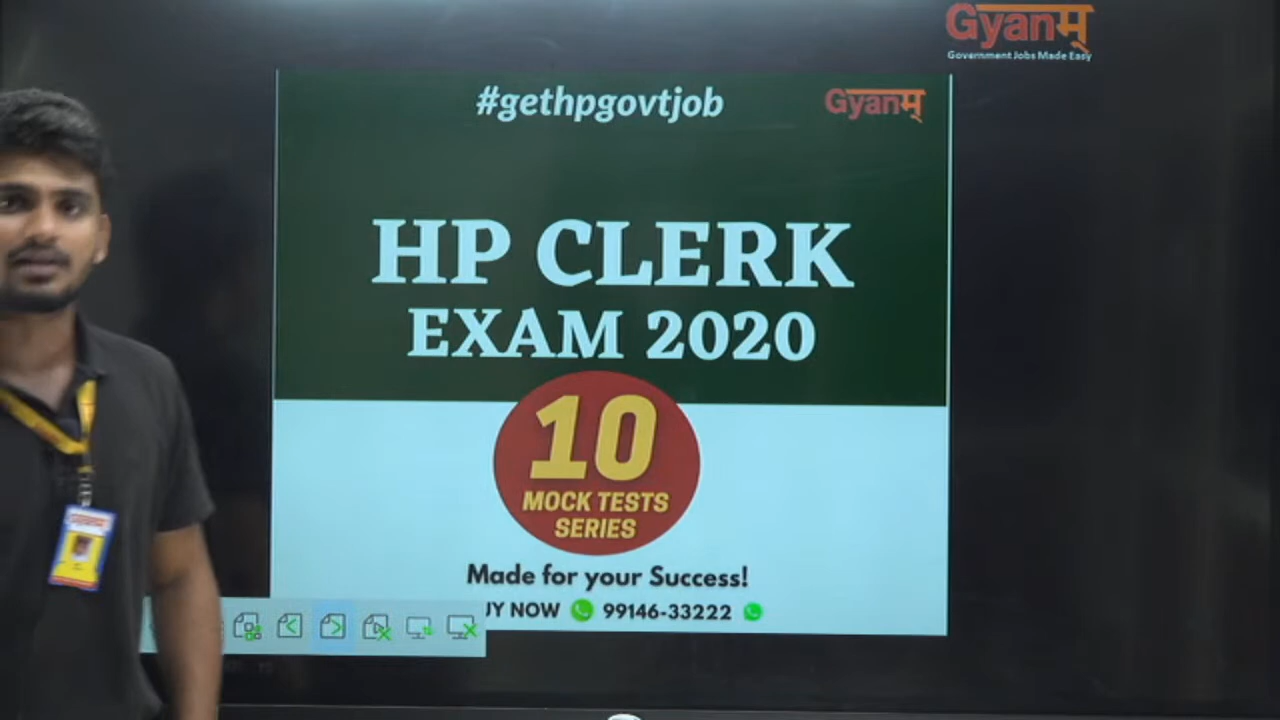 Gyanम्
Government Jobs Made Easy
#gethpgovtjob
Gyanम्
HP CLERK
EXAM 2020
10
MOCK TESTS
SERIES
Made for your Success!
UY NOW 99146-33222